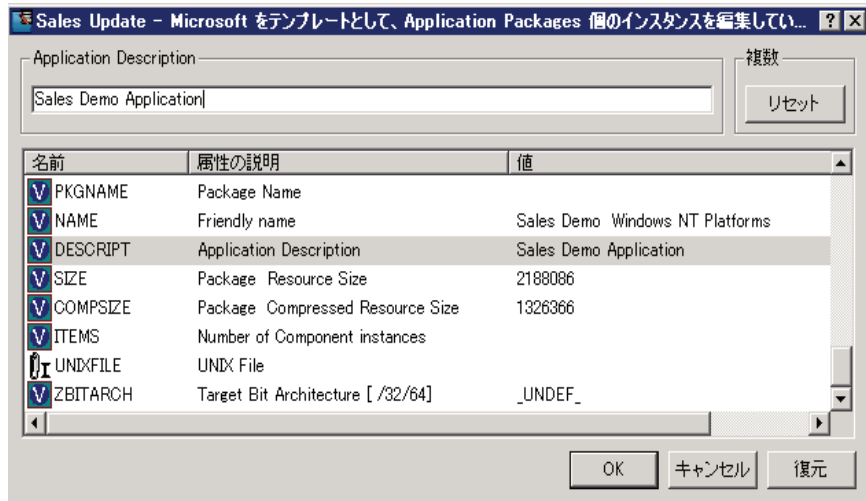 Sales Update - Microsoft をテンプレートとして、Application Packages 個のインスタンスを編集してい...
Application Description
複数
Sales Demo Application
リセット
名前 属性の説明 値
PKGNAME Package Name
NAME Friendly name Sales Demo Windows NT Platforms
DESCRIPT Application Description Sales Demo Application
SIZE Package Resource Size 2188086
COMPSIZE Package Compressed Resource Size 1326366
ITEMS Number of Component instances
UNIXFILE UNIX File
ZBITARCH Target Bit Architecture [ /32/64] _UNDEF_
OK キャンセル 復元